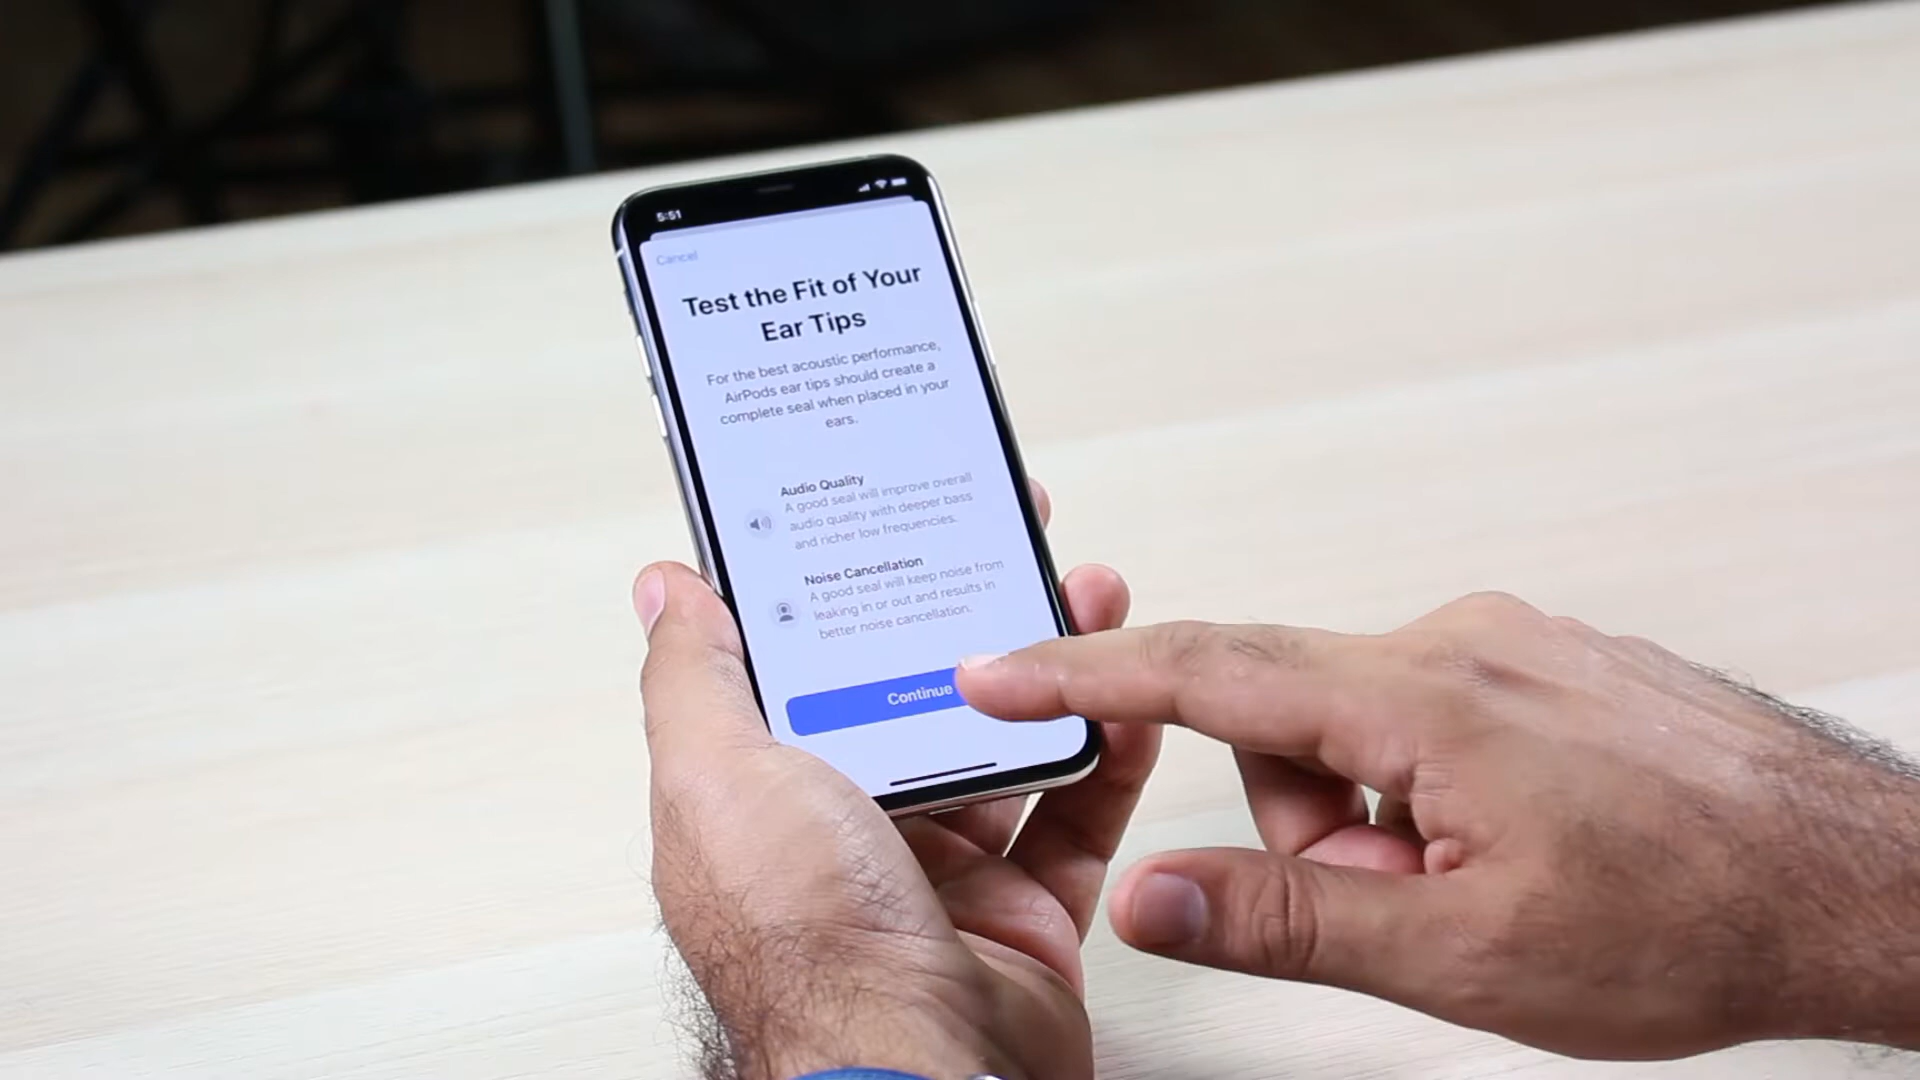 5:51
Cancel
Test the Fit of Your
Ear Tips
For the best acoustic performance,
AirPods ear tips should create a
complete seal when placed in your
ears.
Audio Quality
A good seal will improve overall
audio quality with deeper bass
and richer low frequencies.
Noise Cancellation
A good seal will keep noise from
leaking in or out and results in
better noise cancellation.
Continue